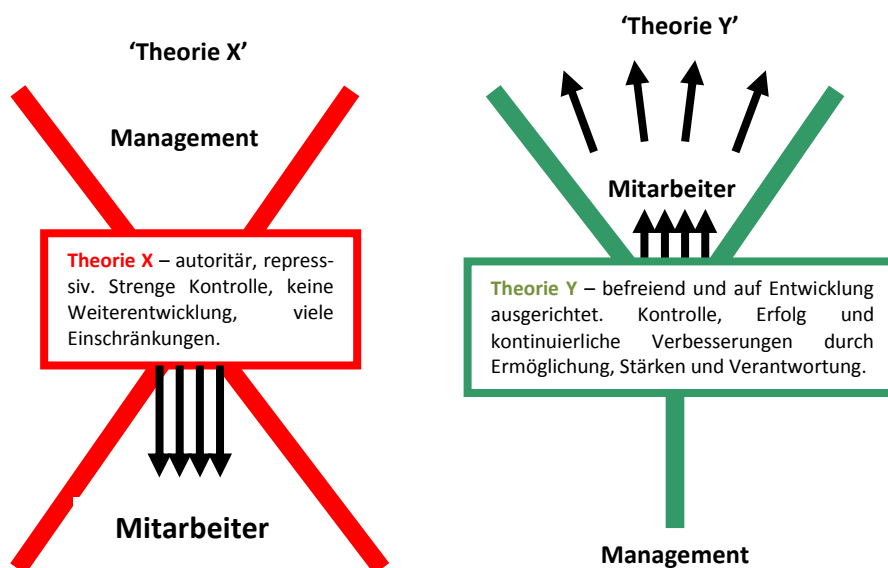 ‘Theorie X’
Management
Theorie X – autoritär, repress-
siv. Strenge Kontrolle, keine
Weiterentwicklung, viele
Einschränkungen.
Mitarbeiter
‘Theorie Y’
Mitarbeiter
Theorie Y – befreiend und auf Entwicklung
ausgerichtet. Kontrolle, Erfolg und
kontinuierliche Verbesserungen durch
Ermöglichung, Stärken und Verantwortung.
Management